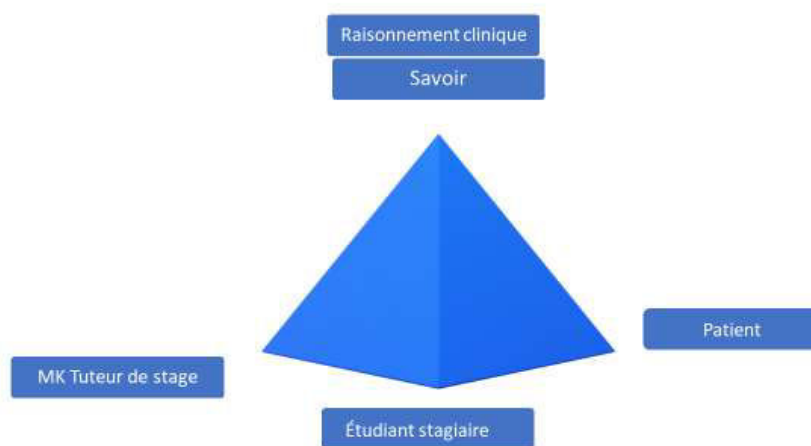 Raisonnement clinique
Savoir
Patient
MK Tuteur de stage
Étudiant stagiaire